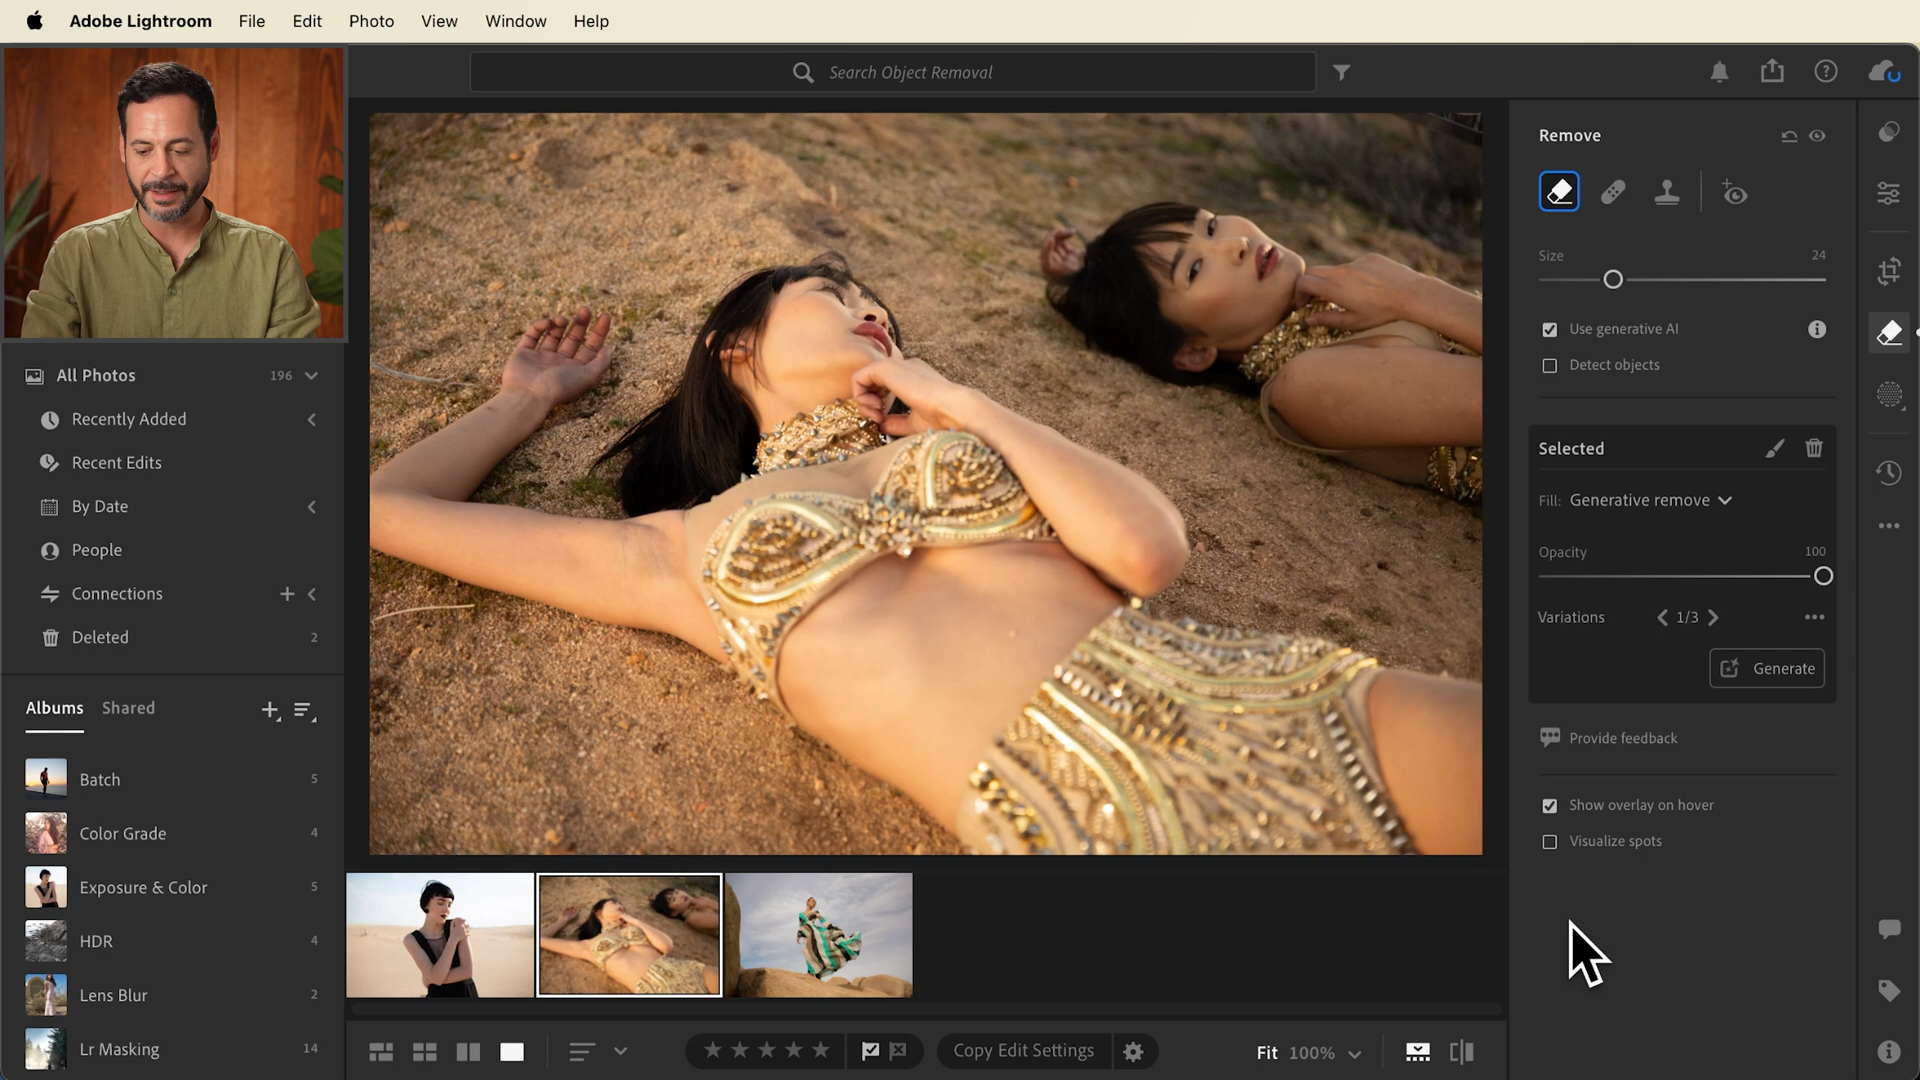 Adobe Lightroom File Edit Photo View Window Help
Search Object Removal
All Photos 196
Recently Added
Recent Edits
By Date
People
Connections
Deleted 2
Albums Shared
Batch 5
Color Grade 4
Exposure & Color 5
HDR 4
Lens Blur 2
Lr Masking 14
Copy Edit Settings
Fit 100%
Remove
Size 24
Use generative AI
Detect objects
Selected
Fill: Generative remove
Opacity 100
Variations 1/3
Generate
Provide feedback
Show overlay on hover
Visualize spots